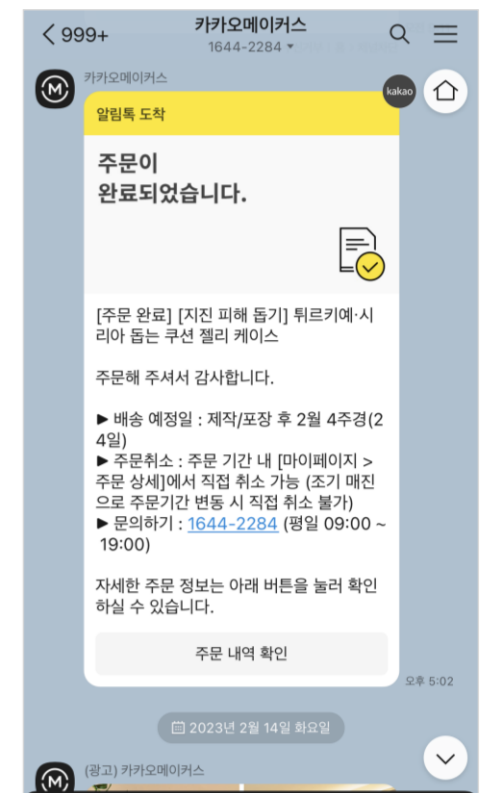 999+
카카오메이커스
1644-2284
카카오메이커스
kakao
알림톡 도착
주문이
완료되었습니다.
[주문 완료] [지진 피해 돕기] 튀르키예·시
리아 돕는 쿠션 젤리 케이스
주문해 주셔서 감사합니다.
▶ 배송 예정일 : 제작/포장 후 2월 4주경(2
4일)
▶ 주문취소 : 주문 기간 내 [마이페이지 >
주문 상세]에서 직접 취소 가능 (조기 매진
으로 주문기간 변동 시 직접 취소 불가)
▶ 문의하기 : 1644-2284 (평일 09:00 ~
19:00)
자세한 주문 정보는 아래 버튼을 눌러 확인
하실 수 있습니다.
주문 내역 확인
오후 5:02
2023년 2월 14일 화요일
(광고) 카카오메이커스